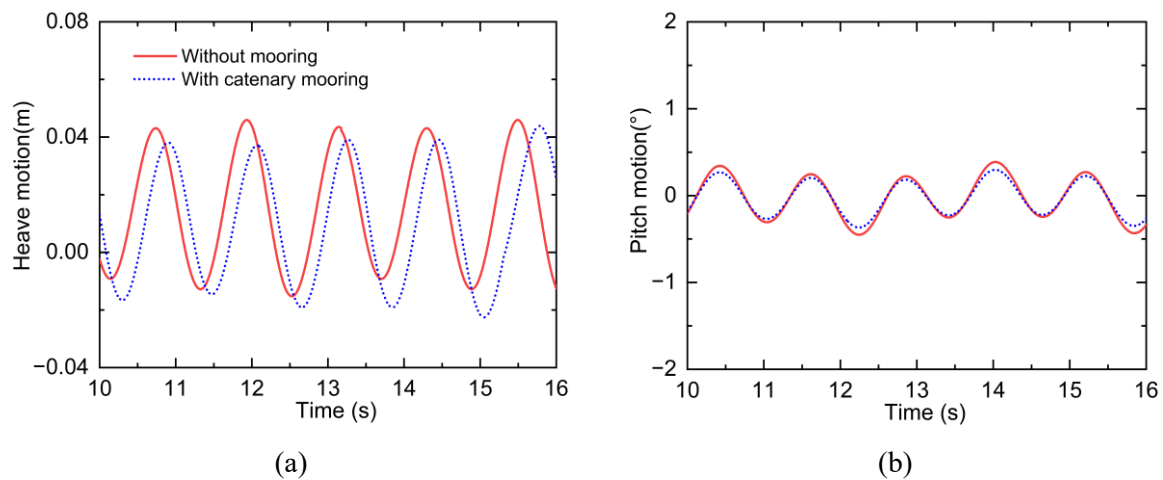 0.08
0.04
0.00
−0.04
Heave motion(m)
Without mooring
With catenary mooring
10 11 12 13 14 15 16
Time (s)
(a)
2
1
0
−1
−2
Pitch motion(°)
10 11 12 13 14 15 16
Time (s)
(b)